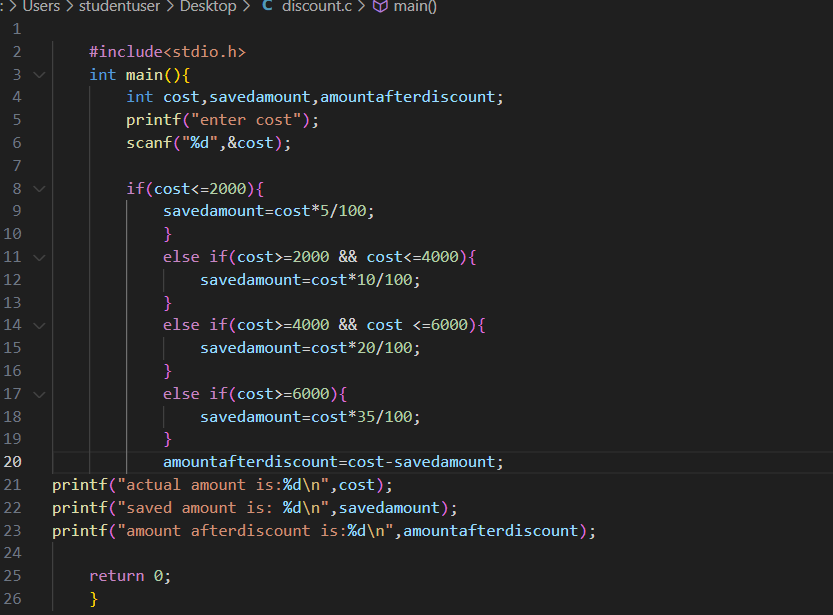 : > Users > studentuser > Desktop > C discount.c > main()
1
2 #include<stdio.h>
3 int main(){
4 int cost,savedamount,amountafterdiscount;
5 printf("enter cost");
6 scanf("%d",&cost);
7
8 if(cost<=2000){
9 savedamount=cost*5/100;
10 }
11 else if(cost>=2000 && cost<=4000){
12 savedamount=cost*10/100;
13 }
14 else if(cost>=4000 && cost <=6000){
15 savedamount=cost*20/100;
16 }
17 else if(cost>=6000){
18 savedamount=cost*35/100;
19 }
20 amountafterdiscount=cost-savedamount;
21 printf("actual amount is:%d\n",cost);
22 printf("saved amount is: %d\n",savedamount);
23 printf("amount afterdiscount is:%d\n",amountafterdiscount);
24
25 return 0;
26 }